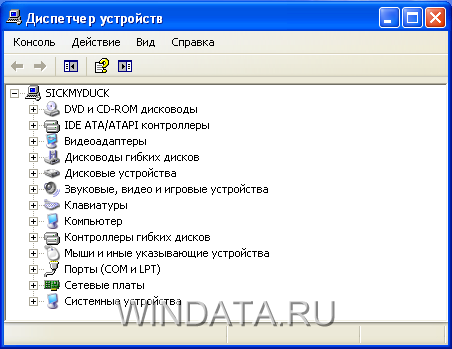 Диспетчер устройств
Консоль Действие Вид Справка
SICKMYDUCK
DVD и CD-ROM дисководы
IDE ATA/ATAPI контроллеры
Видеоадаптеры
Дисководы гибких дисков
Дисковые устройства
Звуковые, видео и игровые устройства
Клавиатуры
Компьютер
Контроллеры гибких дисков
Мыши и иные указывающие устройства
Порты (COM и LPT)
Сетевые платы
Системные устройства
WINDATA.RU